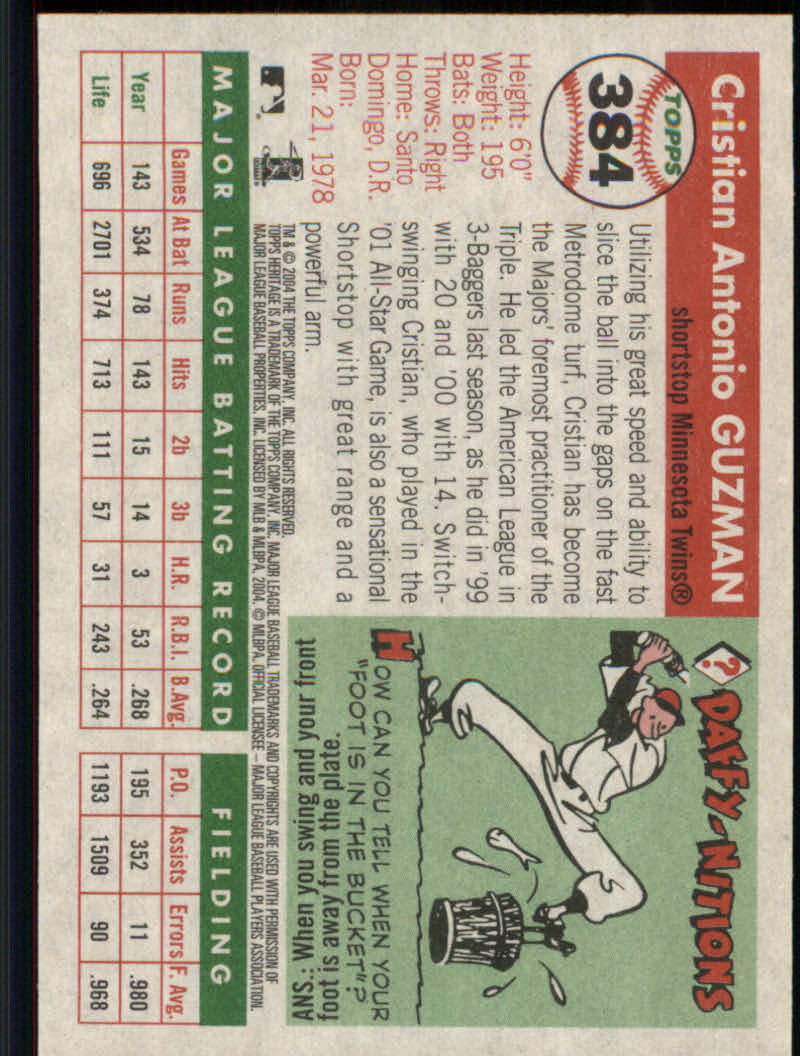 Cristian Antonio GUZMAN
shortstop Minnesota Twins®
TOPPS
384
Height: 6'0"
Weight: 195
Bats: Both
Throws: Right
Home: Santo
Domingo, D.R.
Born:
Mar. 21, 1978
Utilizing his great speed and ability to
slice the ball into the gaps on the fast
Metrodome turf, Cristian has become
the Majors' foremost practitioner of the
Triple. He led the American League in
3-Baggers last season, as he did in '99
with 20 and '00 with 14. Switch-
swinging Cristian, who played in the
'01 All-Star Game, is also a sensational
Shortstop with great range and a
powerful arm.
? DAFFY-NITIONS
HOW CAN YOU TELL WHEN YOUR
"FOOT IS IN THE BUCKET"?
ANS.: When you swing and your front
foot is away from the plate.
TM & © 2004 THE TOPPS COMPANY, INC. ALL RIGHTS RESERVED.
TOPPS HERITAGE IS A TRADEMARK OF THE TOPPS COMPANY, INC. MAJOR LEAGUE BASEBALL TRADEMARKS AND COPYRIGHTS ARE USED WITH PERMISSION OF
MAJOR LEAGUE BASEBALL PROPERTIES, INC. LICENSED BY MLB & MLBPA, 2004. © MLBPA. OFFICIAL LICENSEE – MAJOR LEAGUE BASEBALL PLAYERS ASSOCIATION.
MAJOR LEAGUE BATTING RECORD FIELDING
Games At Bat Runs Hits 2b 3b H.R. R.B.I. B.Avg. P.O. Assists Errors F. Avg.
Year 143 534 78 143 15 14 3 53 .268 195 352 11 .980
Life 696 2701 374 713 111 57 31 243 .264 1193 1509 90 .968